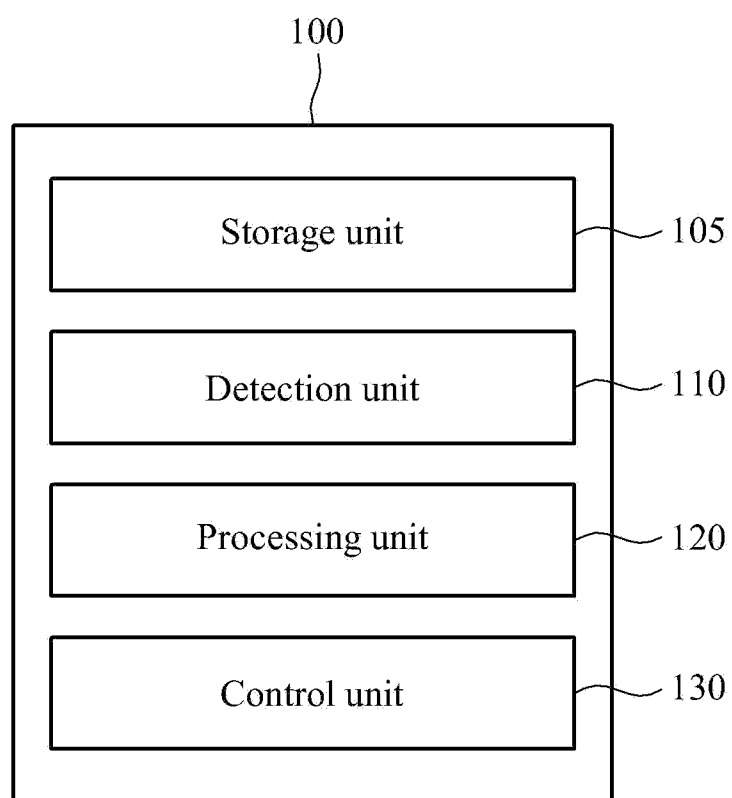 100
Storage unit 105
Detection unit 110
Processing unit 120
Control unit 130